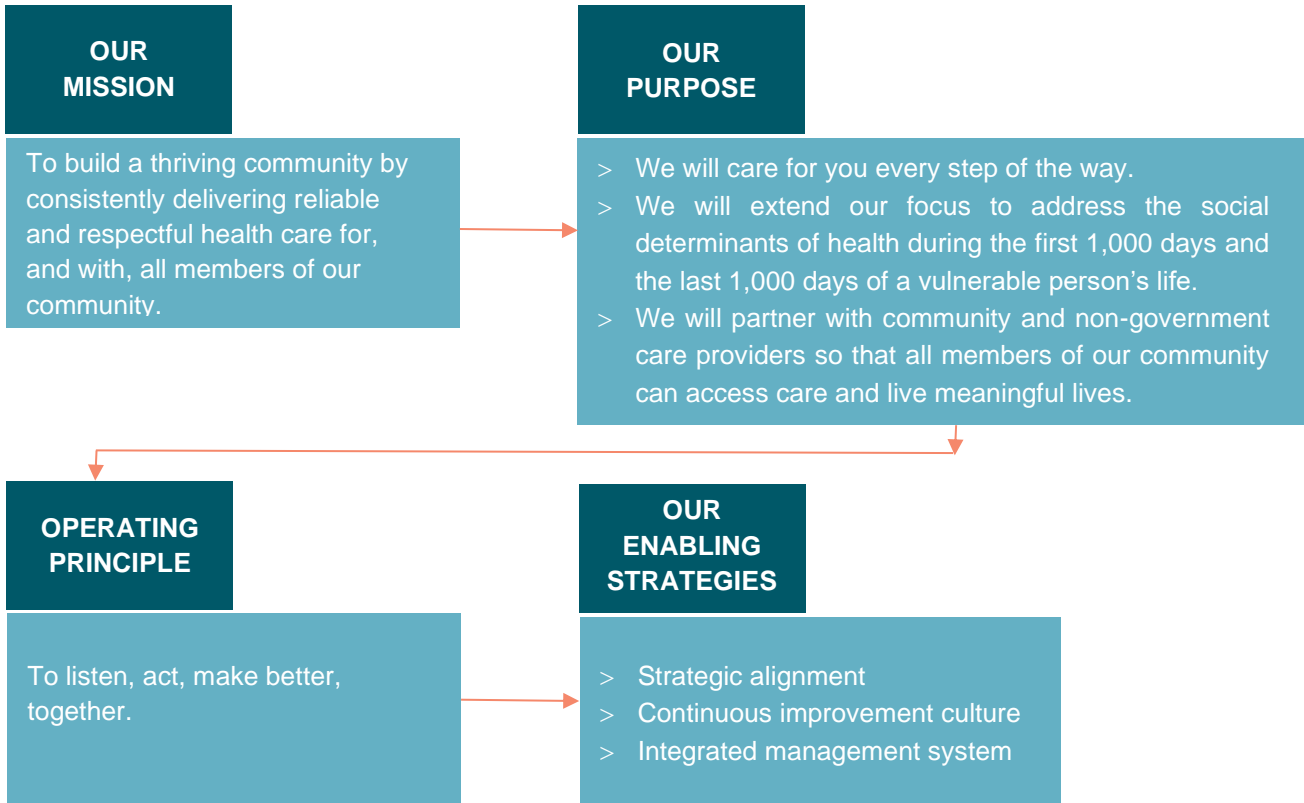 OUR
MISSION
To build a thriving community by
consistently delivering reliable
and respectful health care for,
and with, all members of our
community.
OUR
PURPOSE
> We will care for you every step of the way.
> We will extend our focus to address the social
determinants of health during the first 1,000 days and
the last 1,000 days of a vulnerable person’s life.
> We will partner with community and non-government
care providers so that all members of our community
can access care and live meaningful lives.
OPERATING
PRINCIPLE
To listen, act, make better,
together.
OUR
ENABLING
STRATEGIES
> Strategic alignment
> Continuous improvement culture
> Integrated management system